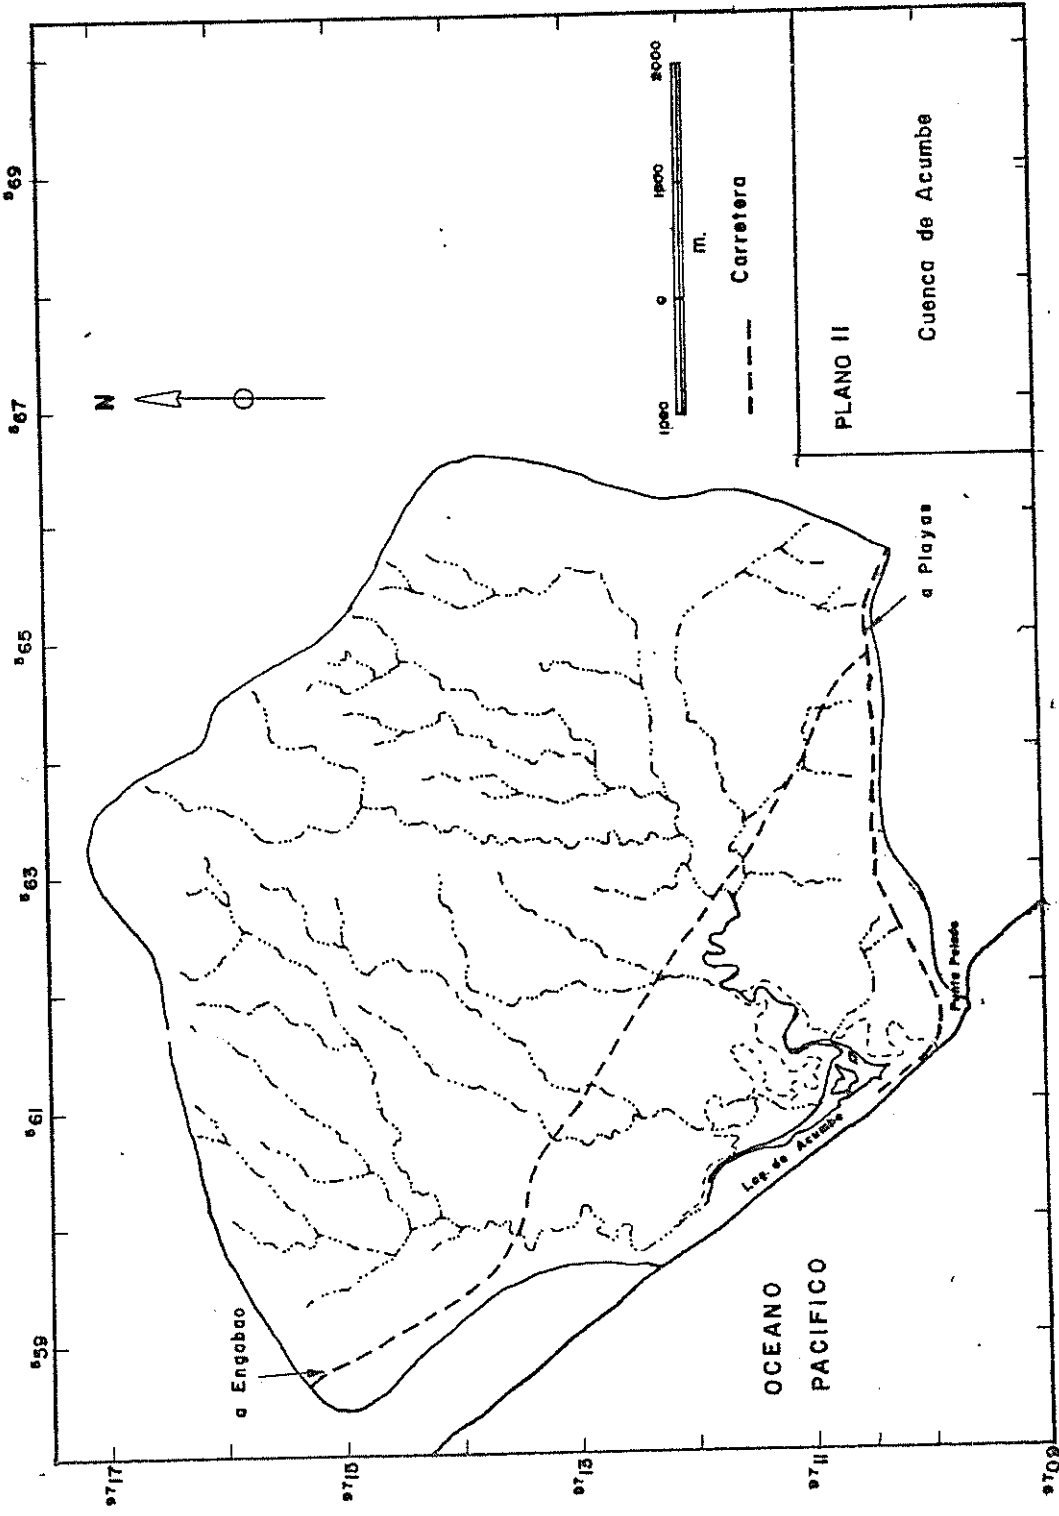 ⁵59
⁵61
⁵63
⁵65
⁵67
⁵69
⁹⁷17
⁹⁷15
⁹⁷13
⁹⁷11
⁹⁷09
N
a Engabao
OCEANO
PACIFICO
Lag. de Acumbe
Punta Pelada
a Playas
1000 0 1000 2000
m.
Carretera
PLANO II
Cuenca de Acumbe